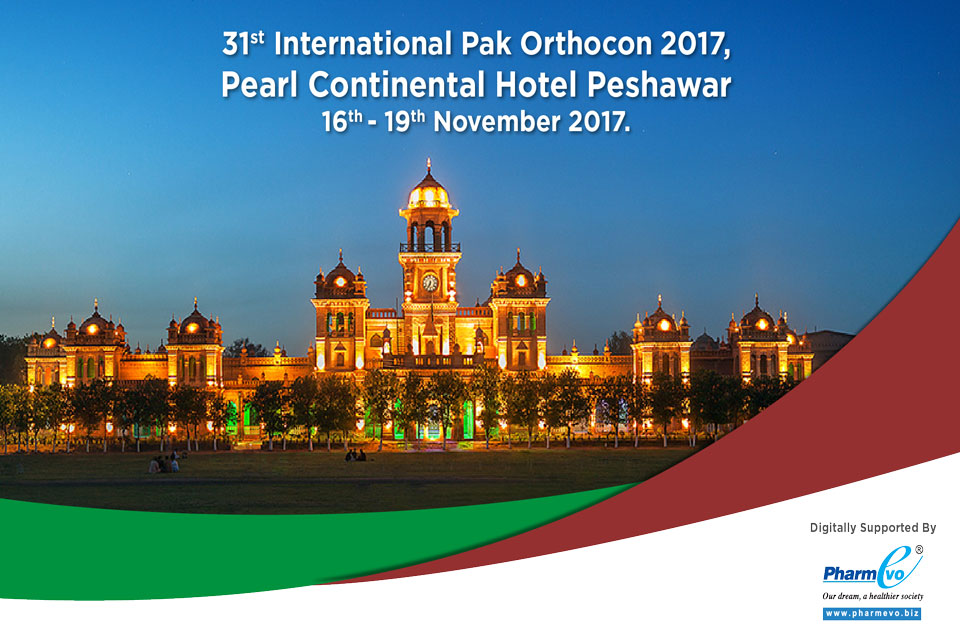 31st International Pak Orthocon 2017,
Pearl Continental Hotel Peshawar
16th - 19th November 2017.
Digitally Supported By
PharmEvo®
Our dream, a healthier society
www.pharmevo.biz